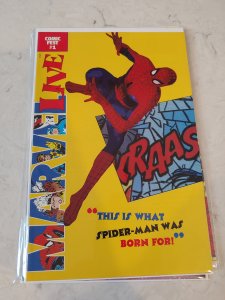 COMIC
FEST
#1
MARVEL
LIVE
KRAAS
"THIS IS WHAT
SPIDER-MAN WAS
BORN FOR!"